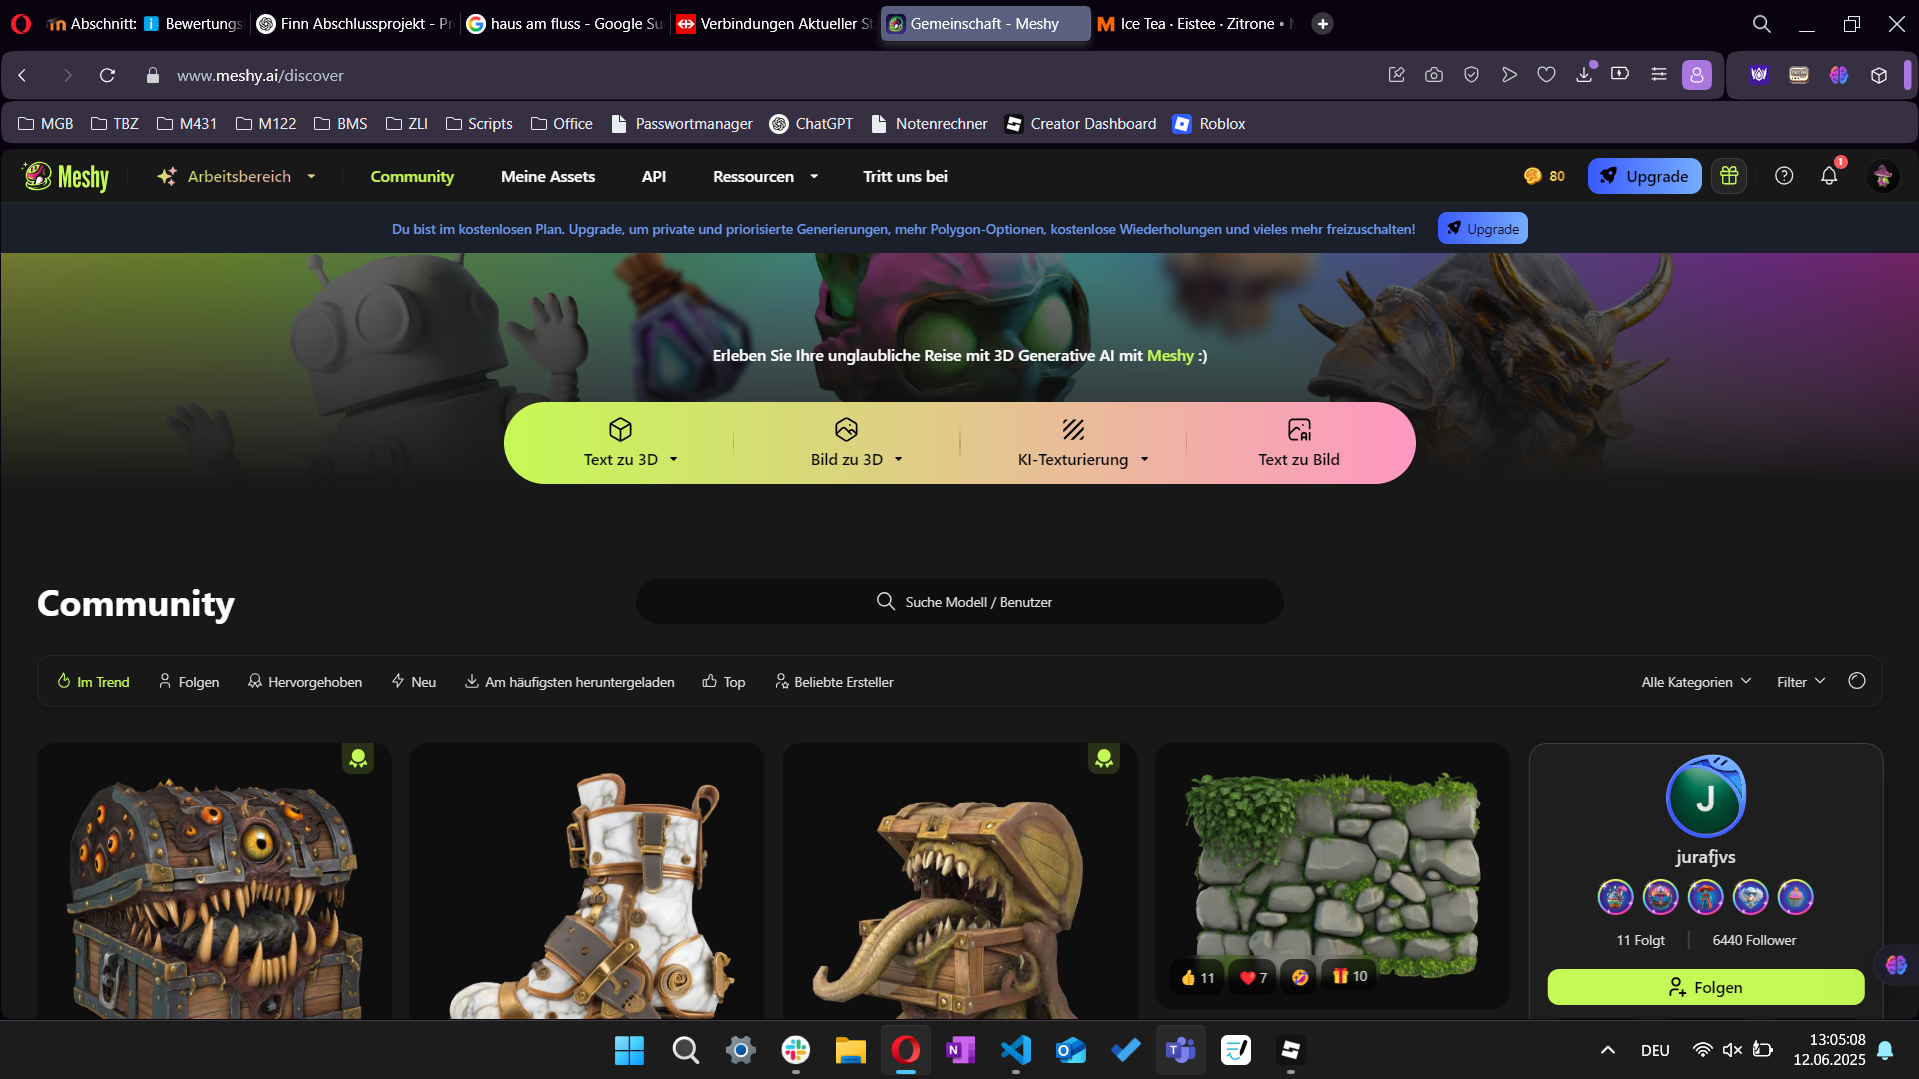 Abschnitt:
Bewertungs
Finn Abschlussprojekt - Pr
haus am fluss - Google Su
Verbindungen Aktueller St
Gemeinschaft - Meshy
Ice Tea · Eistee · Zitrone •
www.meshy.ai/discover
MGB
TBZ
M431
M122
BMS
ZLI
Scripts
Office
Passwortmanager
ChatGPT
Notenrechner
Creator Dashboard
Roblox
Meshy
Arbeitsbereich
Community
Meine Assets
API
Ressourcen
Tritt uns bei
80
Upgrade
1
Du bist im kostenlosen Plan. Upgrade, um private und priorisierte Generierungen, mehr Polygon-Optionen, kostenlose Wiederholungen und vieles mehr freizuschalten!
Upgrade
Erleben Sie Ihre unglaubliche Reise mit 3D Generative AI mit Meshy :)
Text zu 3D
Bild zu 3D
KI-Texturierung
Text zu Bild
Community
Suche Modell / Benutzer
Im Trend
Folgen
Hervorgehoben
Neu
Am häufigsten heruntergeladen
Top
Beliebte Ersteller
Alle Kategorien
Filter
J
jurafjvs
11 Folgt
6440 Follower
11
7
10
Folgen
DEU
13:05:08
12.06.2025